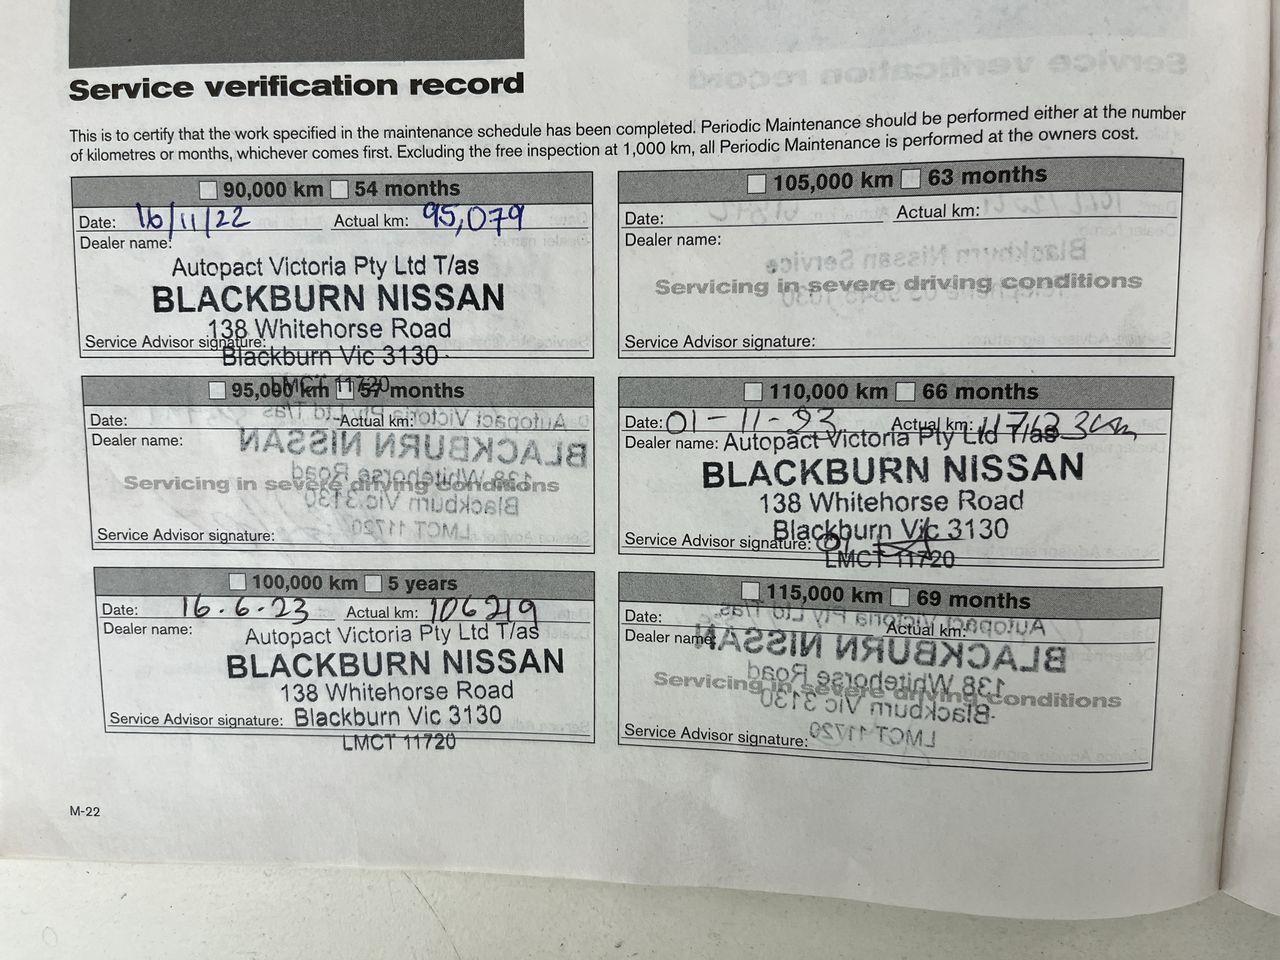 Service verification record
This is to certify that the work specified in the maintenance schedule has been completed. Periodic Maintenance should be performed either at the number
of kilometres or months, whichever comes first. Excluding the free inspection at 1,000 km, all Periodic Maintenance is performed at the owners cost.
90,000 km 54 months
Date: 16/11/22 Actual km: 95,079
Dealer name:
Autopact Victoria Pty Ltd T/as
BLACKBURN NISSAN
138 Whitehorse Road
Service Advisor signature:
Blackburn Vic 3130
LMCT 11720
95,000 km 57 months
Date: Actual km:
Dealer name:
Servicing in severe driving conditions
Service Advisor signature:
100,000 km 5 years
Date: 16.6.23 Actual km: 106219
Dealer name:
Autopact Victoria Pty Ltd T/as
BLACKBURN NISSAN
138 Whitehorse Road
Service Advisor signature: Blackburn Vic 3130
LMCT 11720
105,000 km 63 months
Date: Actual km:
Dealer name:
Servicing in severe driving conditions
Service Advisor signature:
110,000 km 66 months
Date: 01-11-23 Actual km:
Dealer name: Autopact Victoria Pty Ltd T/as
BLACKBURN NISSAN
138 Whitehorse Road
Blackburn Vic 3130
Service Advisor signature:
LMCT 11720
115,000 km 69 months
Date: Actual km:
Dealer name:
Servicing in severe driving conditions
Service Advisor signature:
M-22